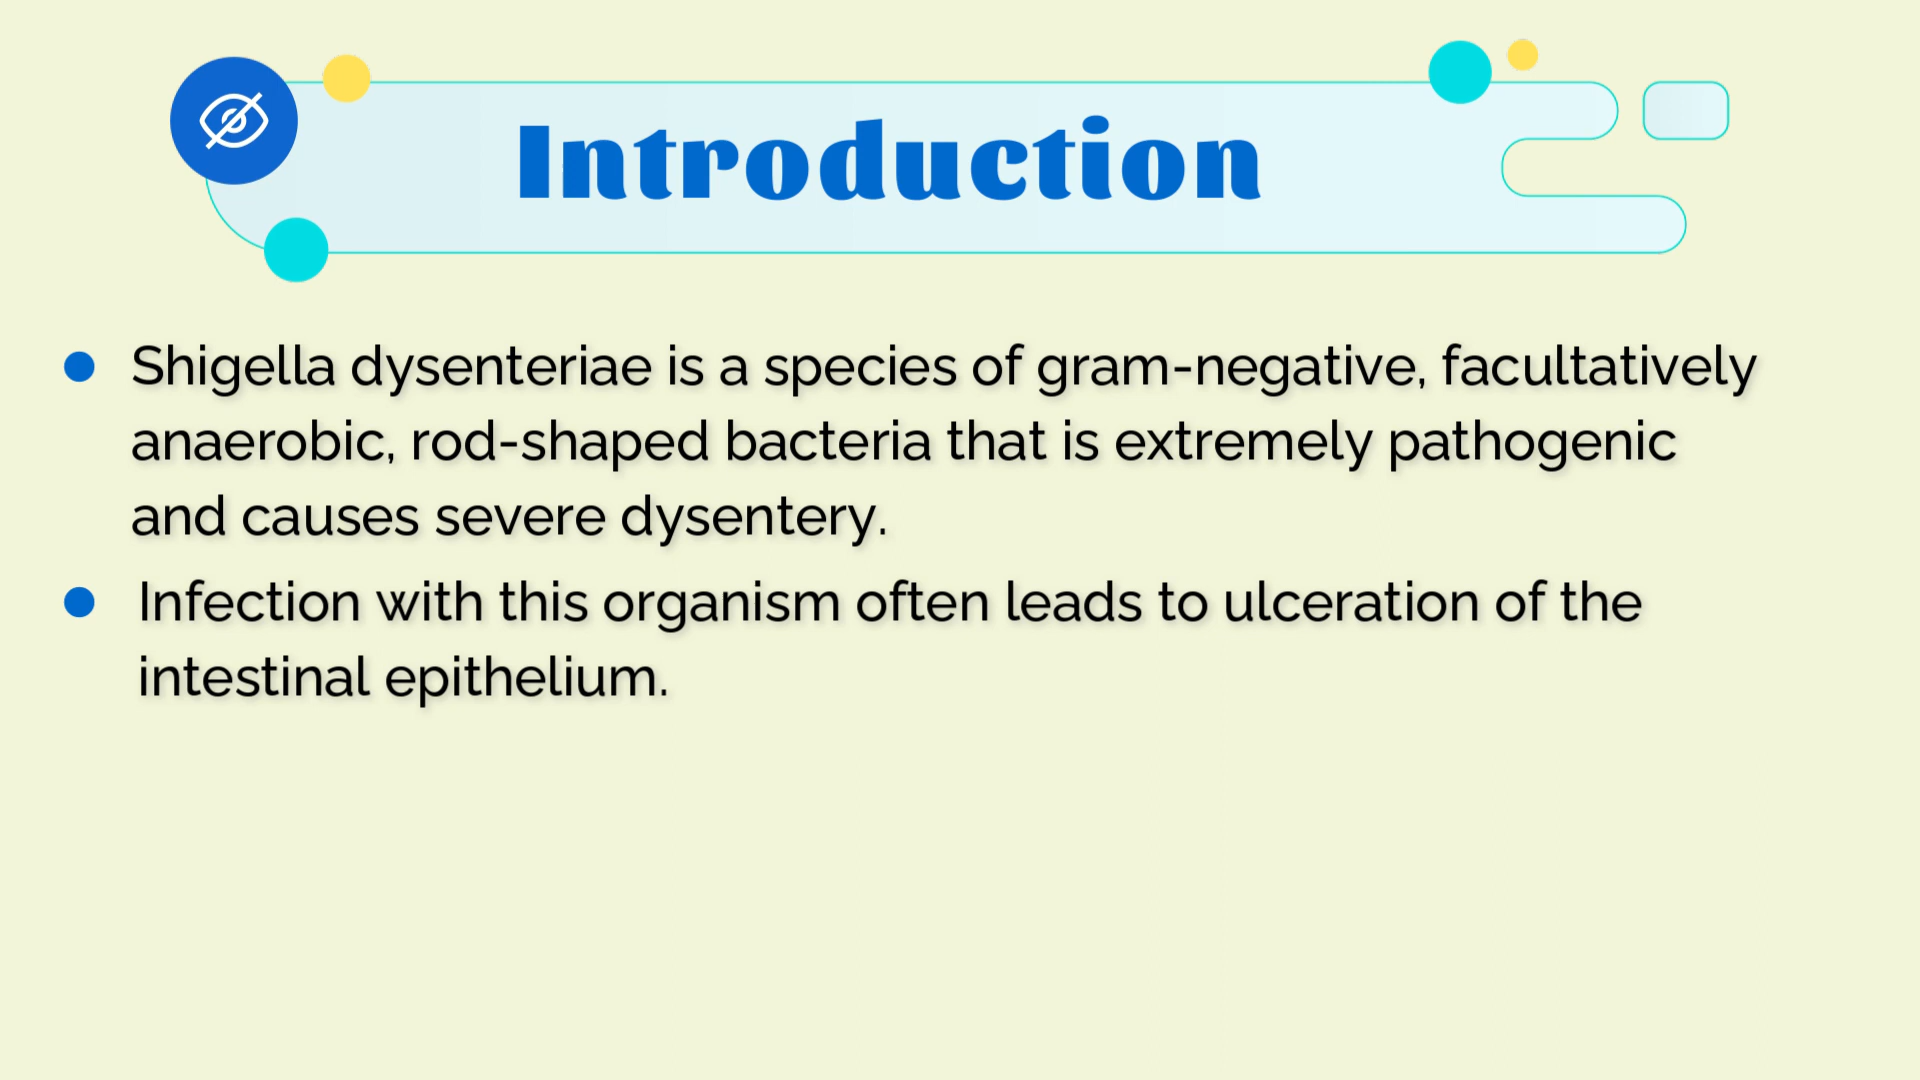 Introduction
Shigella dysenteriae is a species of gram-negative, facultatively
anaerobic, rod-shaped bacteria that is extremely pathogenic
and causes severe dysentery.
Infection with this organism often leads to ulceration of the
intestinal epithelium.